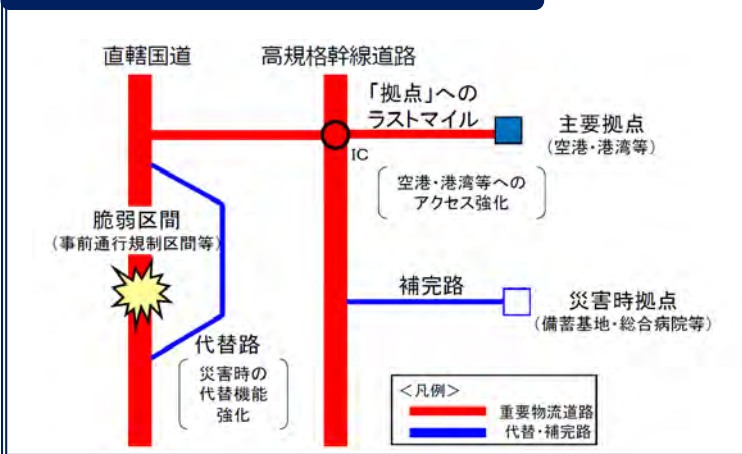 直轄国道
高規格幹線道路
「拠点」への
ラストマイル
IC
主要拠点
(空港・港湾等)
空港・港湾等への
アクセス強化
脆弱区間
(事前通行規制区間等)
補完路
災害時拠点
(備蓄基地・総合病院等)
代替路
災害時の
代替機能
強化
<凡例>
重要物流道路
代替・補完路